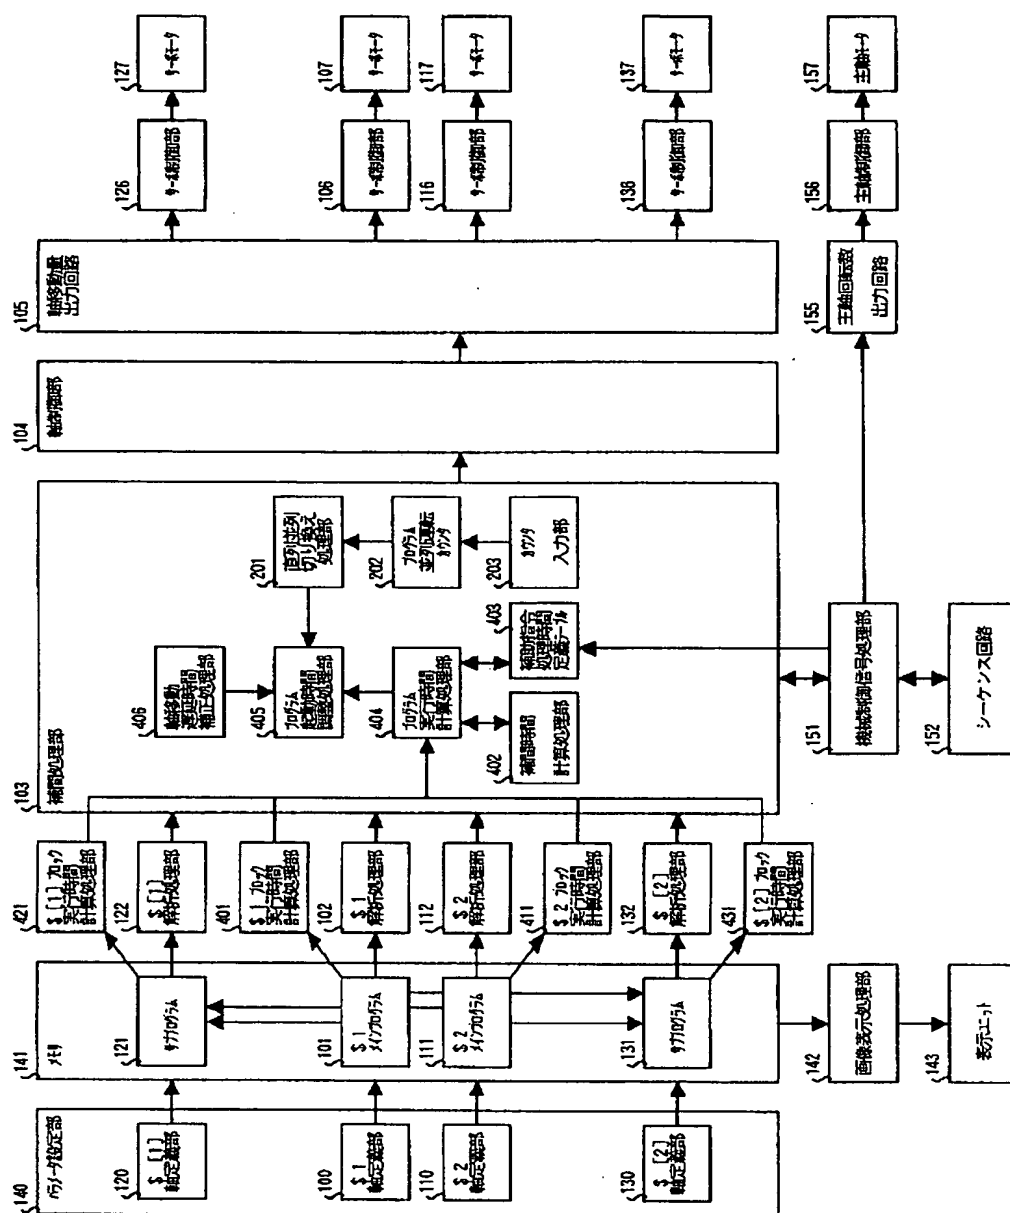 140
パラメータ設定部
120
$ [1]
軸定義部
100
$ 1
軸定義部
110
$ 2
軸定義部
130
$ [2]
軸定義部
141
メモリ
121
サブプログラム
101
$ 1
メインプログラム
111
$ 2
メインプログラム
131
サブプログラム
142
画像表示処理部
143
表示ユニット
421
$ [1] ブロック
実行時間
計算処理部
122
$ [1]
解析処理部
401
$ 1 ブロック
実行時間
計算処理部
102
$ 1
解析処理部
112
$ 2
解析処理部
411
$ 2 ブロック
実行時間
計算処理部
132
$ [2]
解析処理部
431
$ [2] ブロック
実行時間
計算処理部
103
補間処理部
406
軸移動
遅延時間
補正処理部
405
プログラム
起動時間
調整処理部
404
プログラム
実行時間
計算処理部
402
補間時間
計算処理部
403
補助指令
処理時間
定義テーブル
201
直列並列
切り換え
処理部
202
プログラム
並列運転
カウンタ
203
カウンタ
入力部
151
機械制御信号処理部
152
シーケンス回路
104
軸制御部
105
軸移動量
出力回路
155
主軸回転数
出力回路
126
サーボ制御部
127
サーボモータ
106
サーボ制御部
107
サーボモータ
116
サーボ制御部
117
サーボモータ
138
サーボ制御部
137
サーボモータ
156
主軸制御部
157
主軸モータ